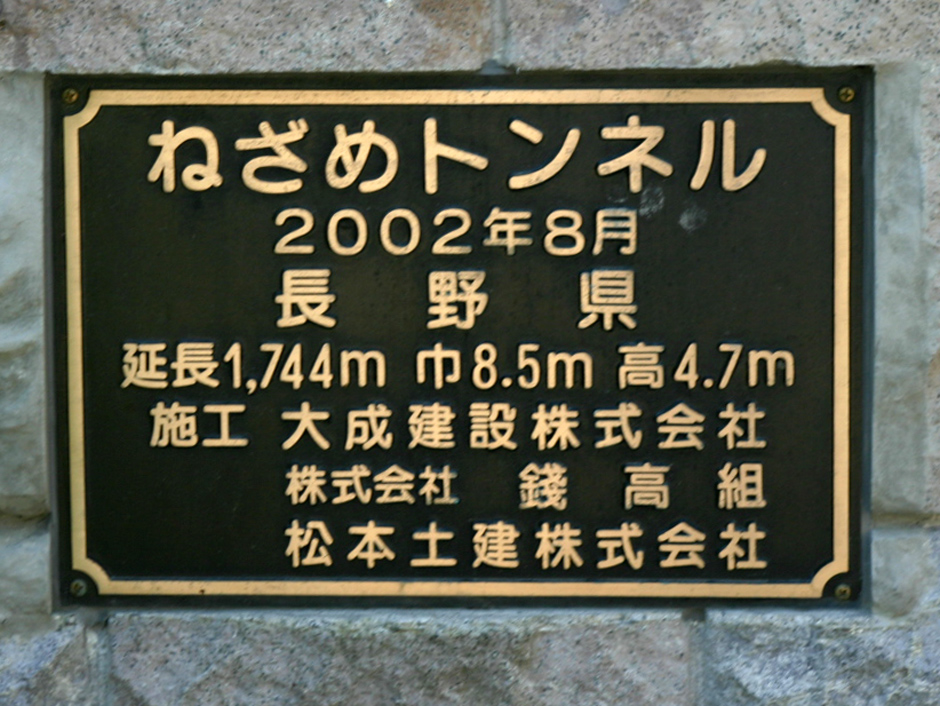 ねざめトンネル
2002年8月
長野県
延長1,744m 巾8.5m 高4.7m
施工 大成建設株式会社
株式会社 錢高組
松本土建株式会社